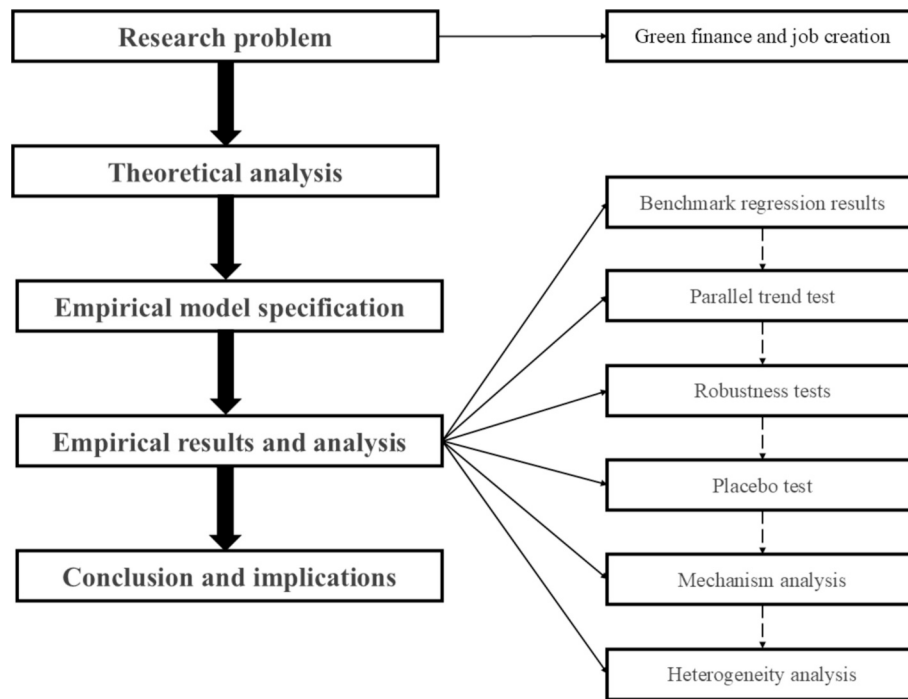 Research problem
Green finance and job creation
Theoretical analysis
Empirical model specification
Empirical results and analysis
Benchmark regression results
Parallel trend test
Robustness tests
Placebo test
Mechanism analysis
Heterogeneity analysis
Conclusion and implications